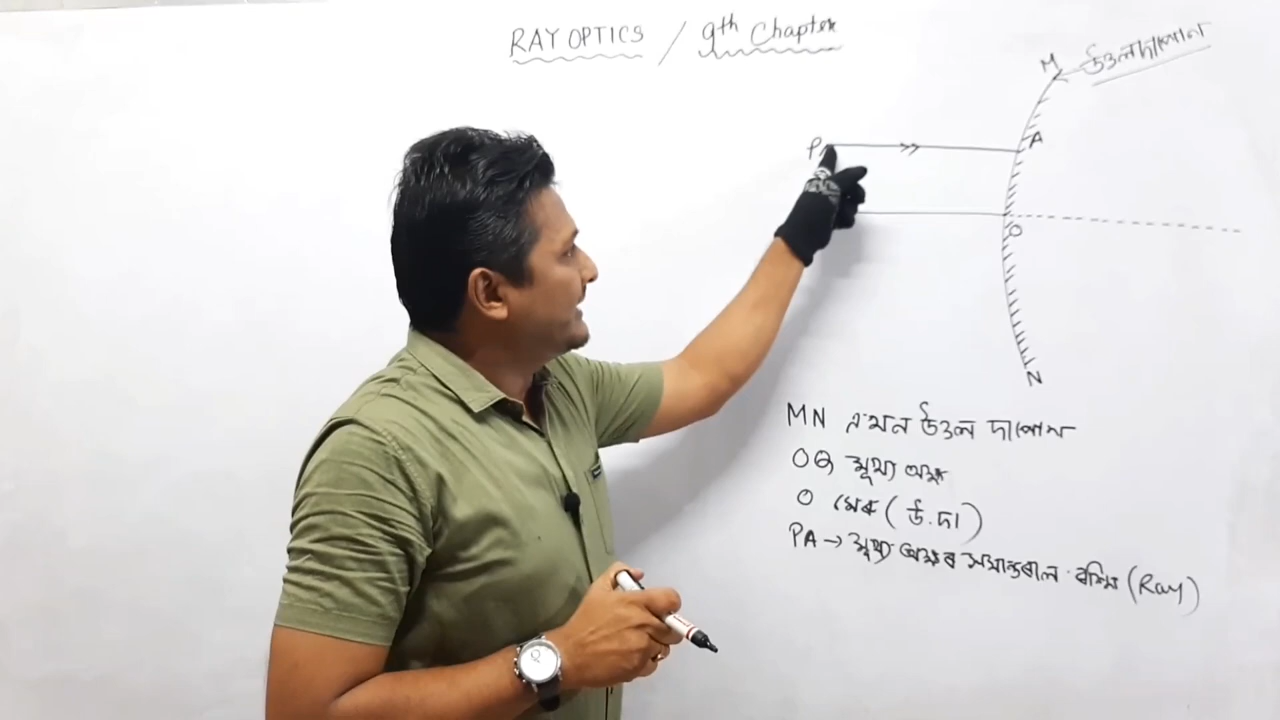 RAY OPTICS / 9th Chapter
M উত্তল দাপোণ
P A
O
N
MN এখন উত্তল দাপোণ
OQ মূখ্য অক্ষ
O মেৰু (উ.দা)
PA → মূখ্য অক্ষৰ সমান্তৰাল ৰশ্মি (Ray)